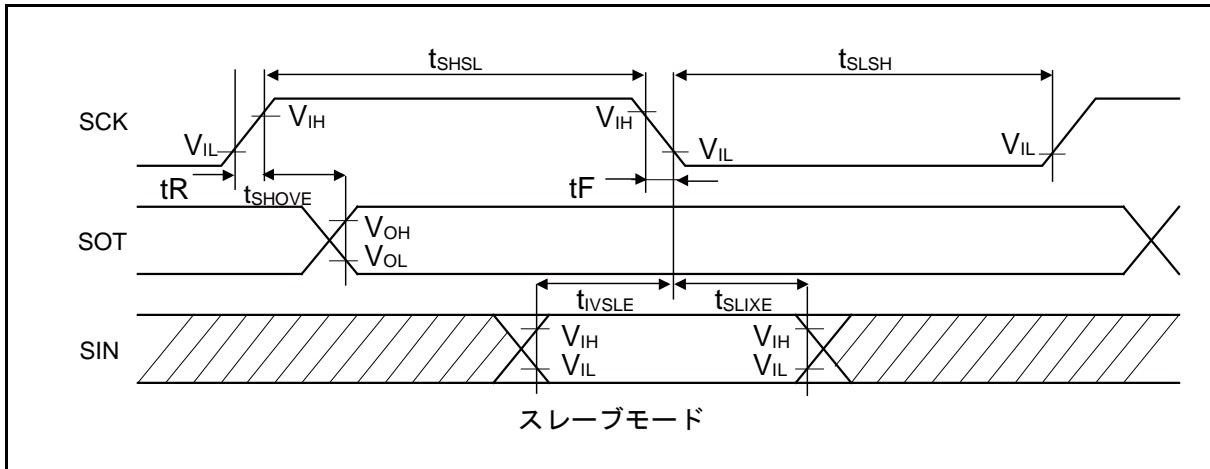 tSHSL
tSLSH
SCK
VIH
VIH
VIL
VIL
VIL
tR
tSHOVE
tF
SOT
VOH
VOL
tIVSLE
tSLIXE
SIN
VIH
VIH
VIL
VIL
スレーブモード